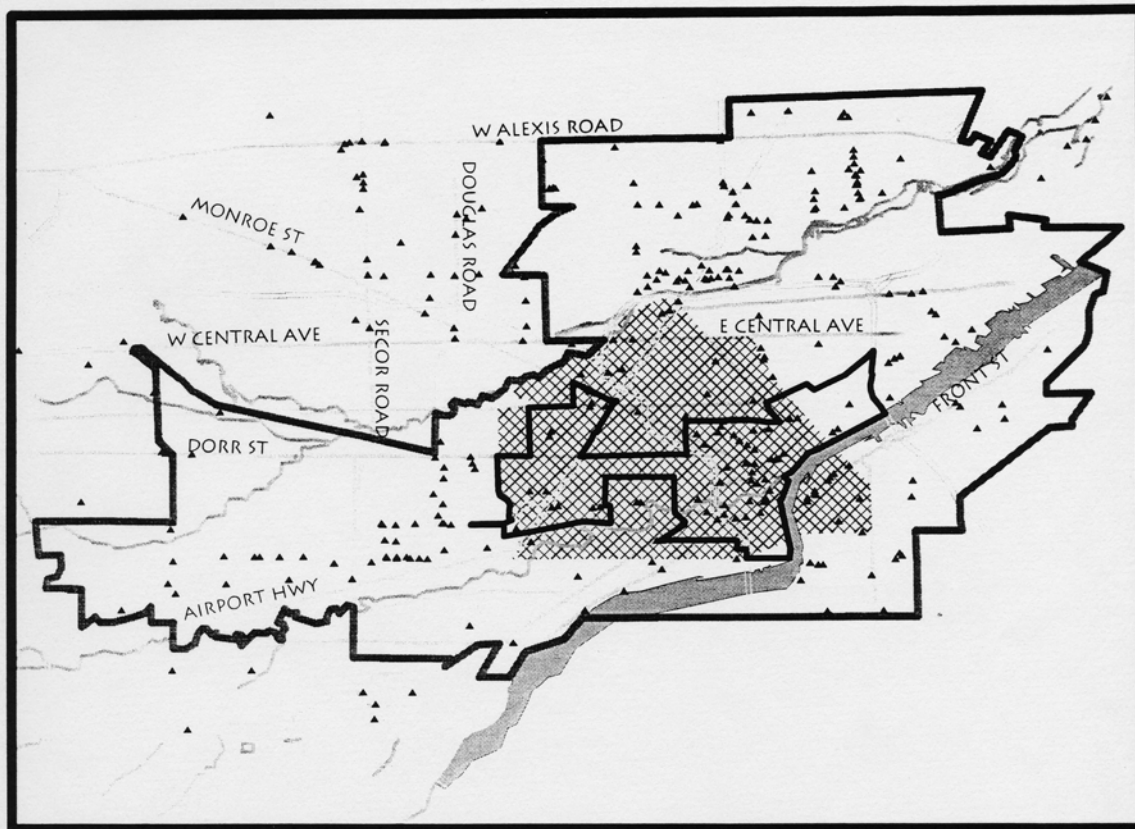 W ALEXIS ROAD
DOUGLAS ROAD
MONROE ST
W CENTRAL AVE
SECOR ROAD
E CENTRAL AVE
FRONT ST
DORR ST
AIRPORT HWY